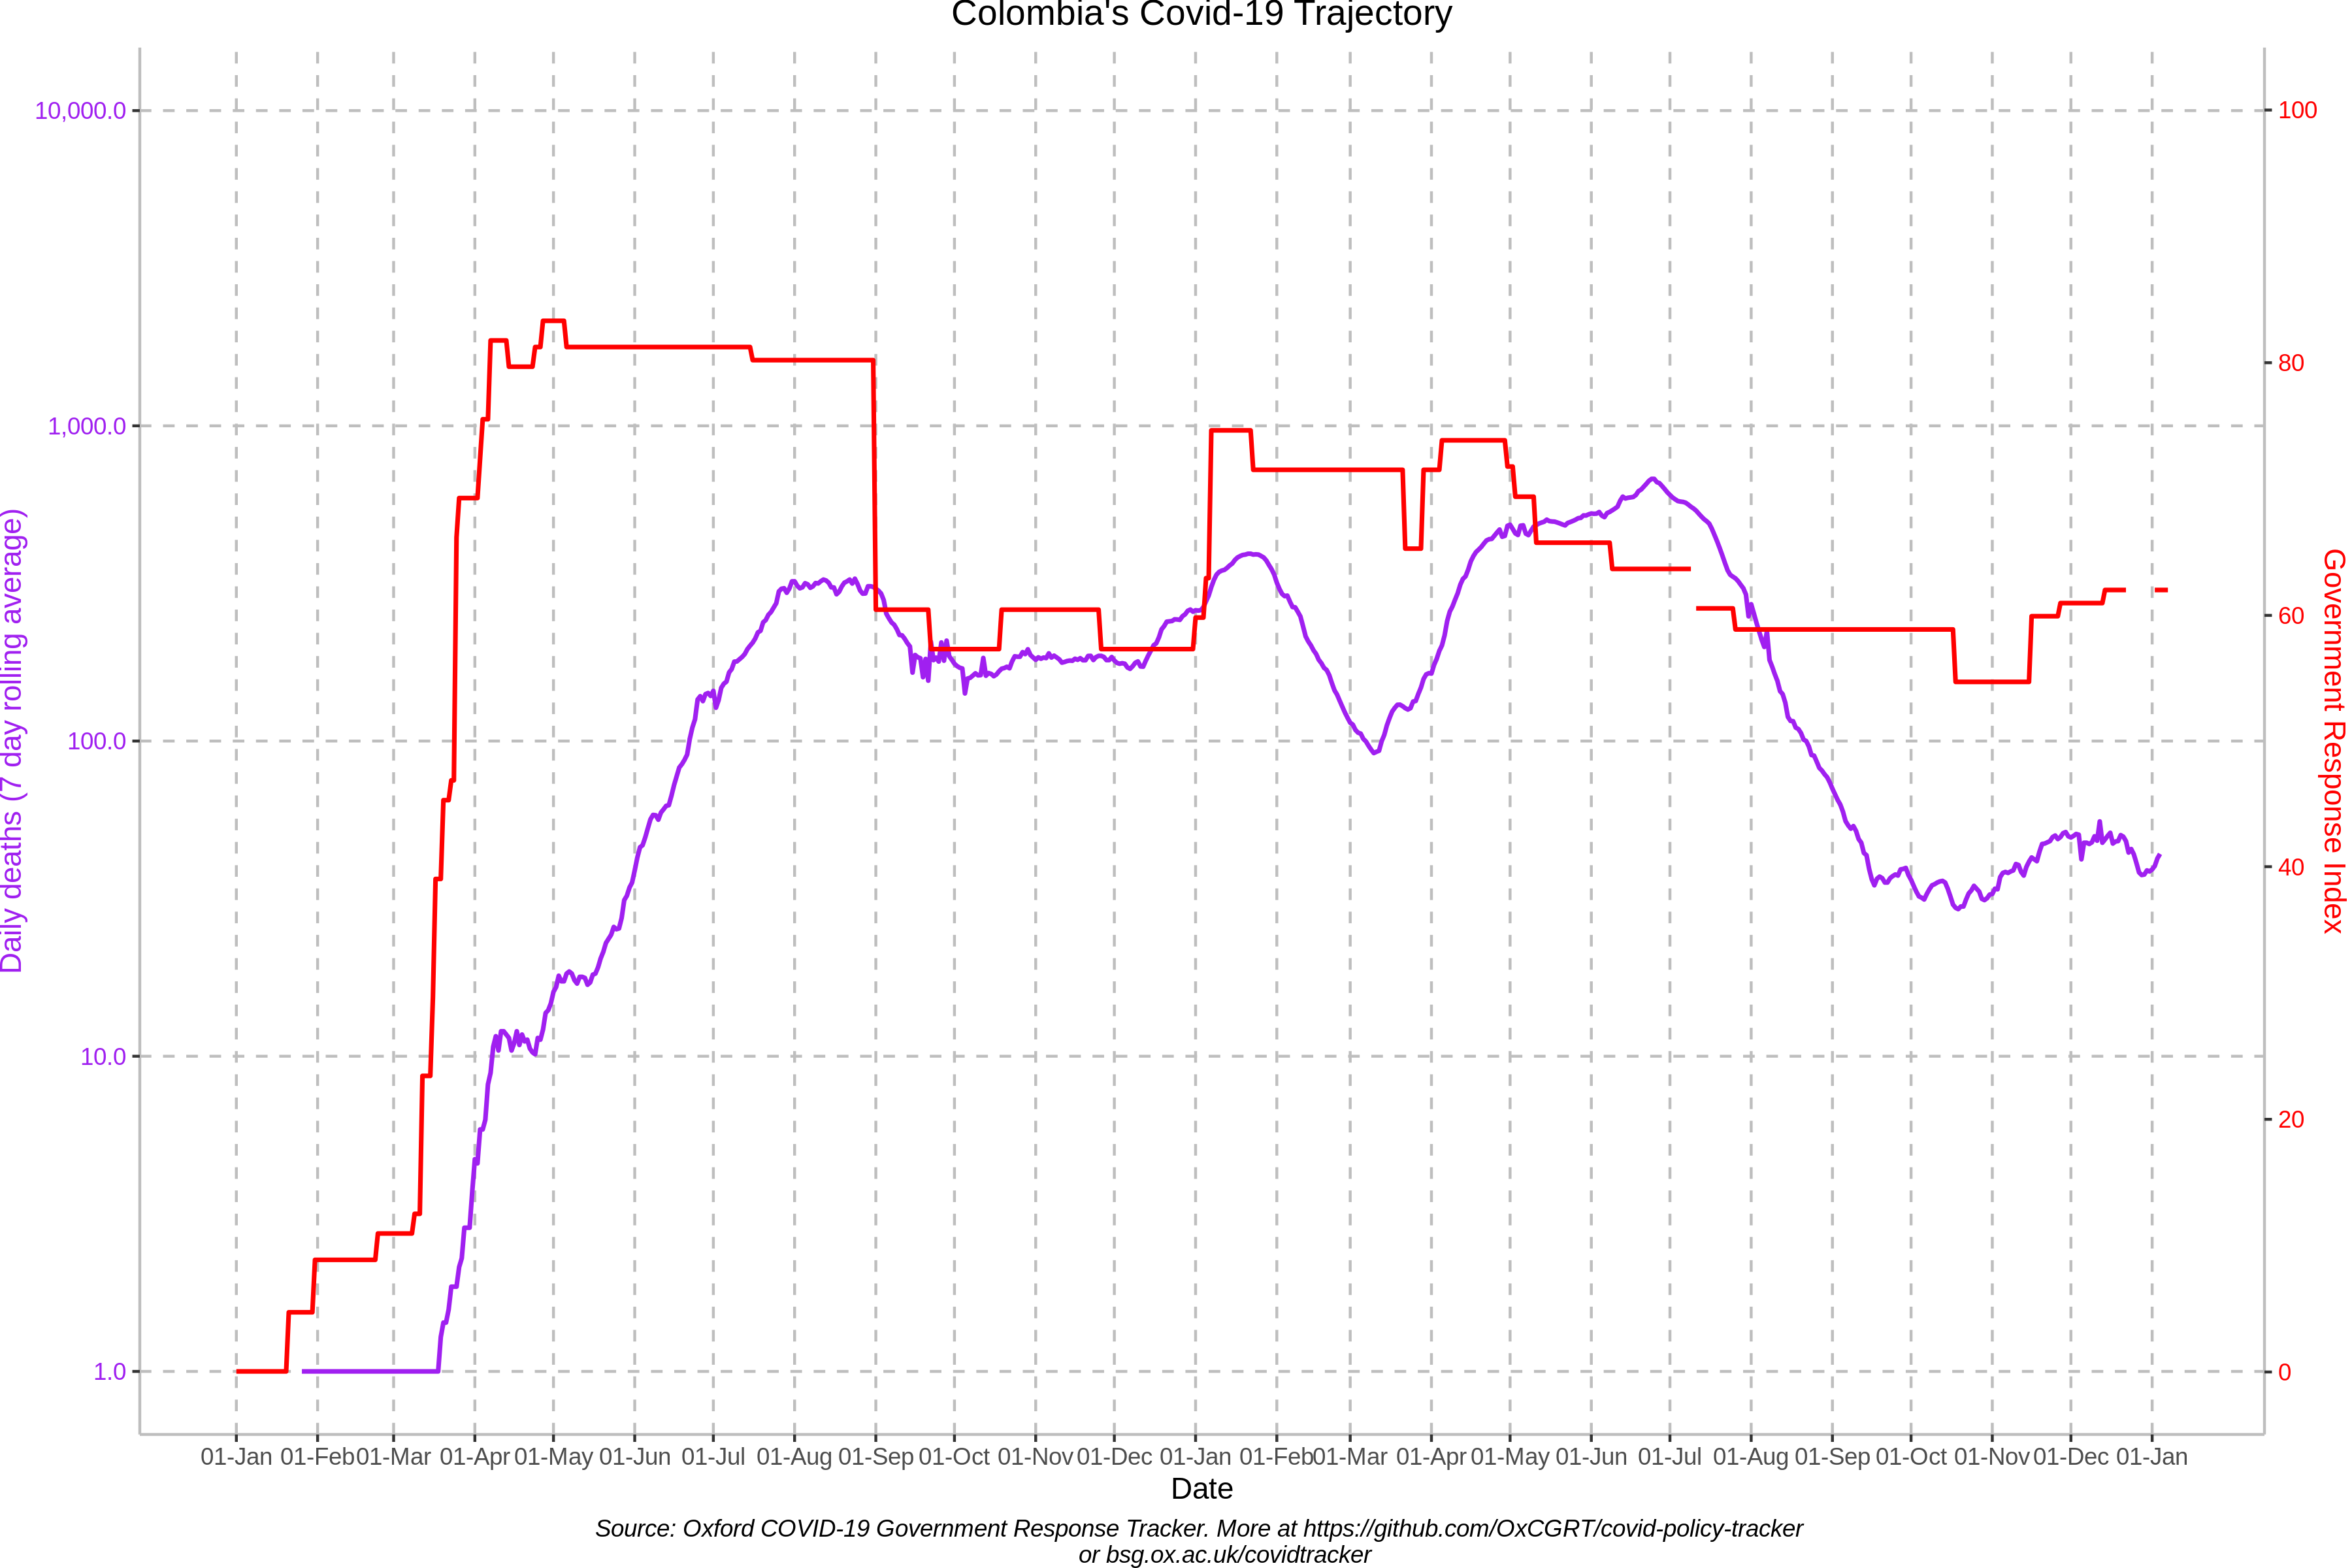 Colombia's Covid-19 Trajectory
10,000.0
1,000.0
100.0
10.0
1.0
Daily deaths (7 day rolling average)
100
80
60
40
20
0
Government Response Index
01-Jan 01-Feb 01-Mar 01-Apr 01-May 01-Jun 01-Jul 01-Aug 01-Sep 01-Oct 01-Nov 01-Dec 01-Jan 01-Feb 01-Mar 01-Apr 01-May 01-Jun 01-Jul 01-Aug 01-Sep 01-Oct 01-Nov 01-Dec 01-Jan
Date
Source: Oxford COVID-19 Government Response Tracker. More at https://github.com/OxCGRT/covid-policy-tracker
or bsg.ox.ac.uk/covidtracker